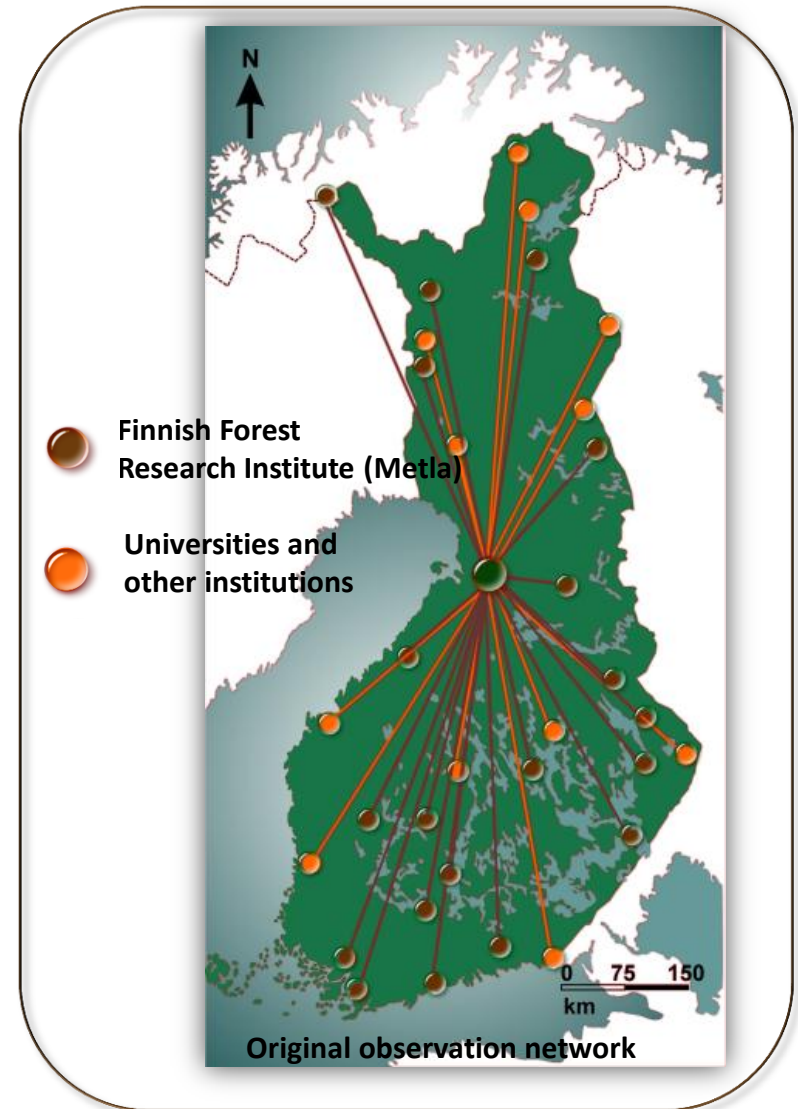 N
Finnish Forest
Research Institute (Metla)
Universities and
other institutions
0 75 150
km
Original observation network